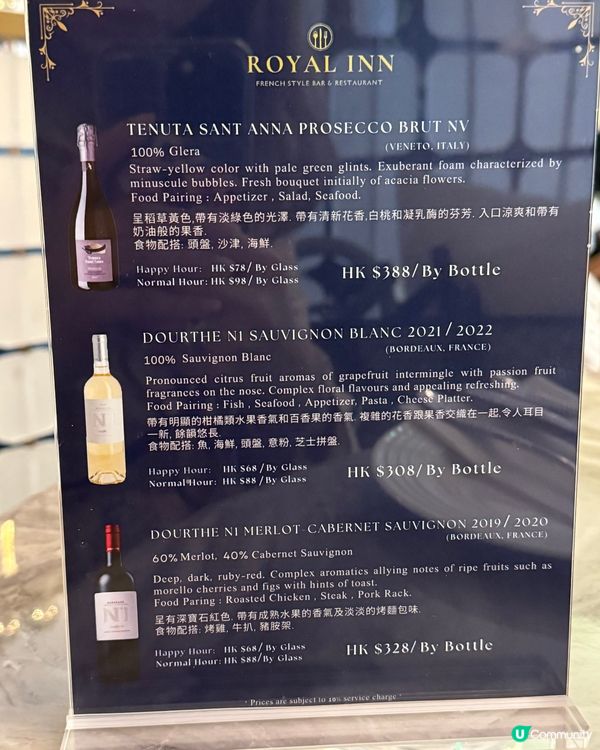 ROYAL INN
FRENCH STYLE BAR & RESTAURANT
TENUTA SANT ANNA PROSECCO BRUT NV
(VENETO, ITALY)
100% Glera
Straw-yellow color with pale green glints. Exuberant foam characterized by
minuscule bubbles. Fresh bouquet initially of acacia flowers.
Food Pairing : Appetizer , Salad, Seafood.
呈稻草黃色,帶有淡綠色的光澤. 帶有清新花香,白桃和凝乳酶的芬芳. 入口涼爽和帶有
奶油般的果香.
食物配搭: 頭盤, 沙津, 海鮮.
Happy Hour: HK $78/ By Glass
Normal Hour: HK $98/ By Glass
HK $388/By Bottle
DOURTHE N1 SAUVIGNON BLANC 2021 / 2022
(BORDEAUX, FRANCE)
100% Sauvignon Blanc
Pronounced citrus fruit aromas of grapefruit intermingle with passion fruit
fragrances on the nose. Complex floral flavours and appealing refreshing.
Food Pairing : Fish , Seafood , Appetizer, Pasta , Cheese Platter.
帶有明顯的柑橘類水果香氣和百香果的香氣. 複雜的花香跟果香交織在一起,令人耳目
一新, 餘韻悠長.
食物配搭: 魚, 海鮮, 頭盤, 意粉, 芝士拼盤.
Happy Hour: HK $68 /By Glass
Normal Hour: HK $88 /By Glass
HK $308/By Bottle
DOURTHE N1 MERLOT-CABERNET SAUVIGNON 2019 / 2020
(BORDEAUX, FRANCE)
60% Merlot, 40% Cabernet Sauvignon
Deep, dark, ruby-red. Complex aromatics allying notes of ripe fruits such as
morello cherries and figs with hints of toast.
Food Paring : Roasted Chicken , Steak , Pork Rack.
呈有深寶石紅色. 帶有成熟水果的香氣及淡淡的烤麵包味.
食物配搭: 烤雞, 牛扒, 豬胺架.
Happy Hour: HK $68/ By Glass
Normal Hour: HK $88/By Glass
HK $328/ By Bottle
* Prices are subject to 10% service charge *
N1
N1
U Community